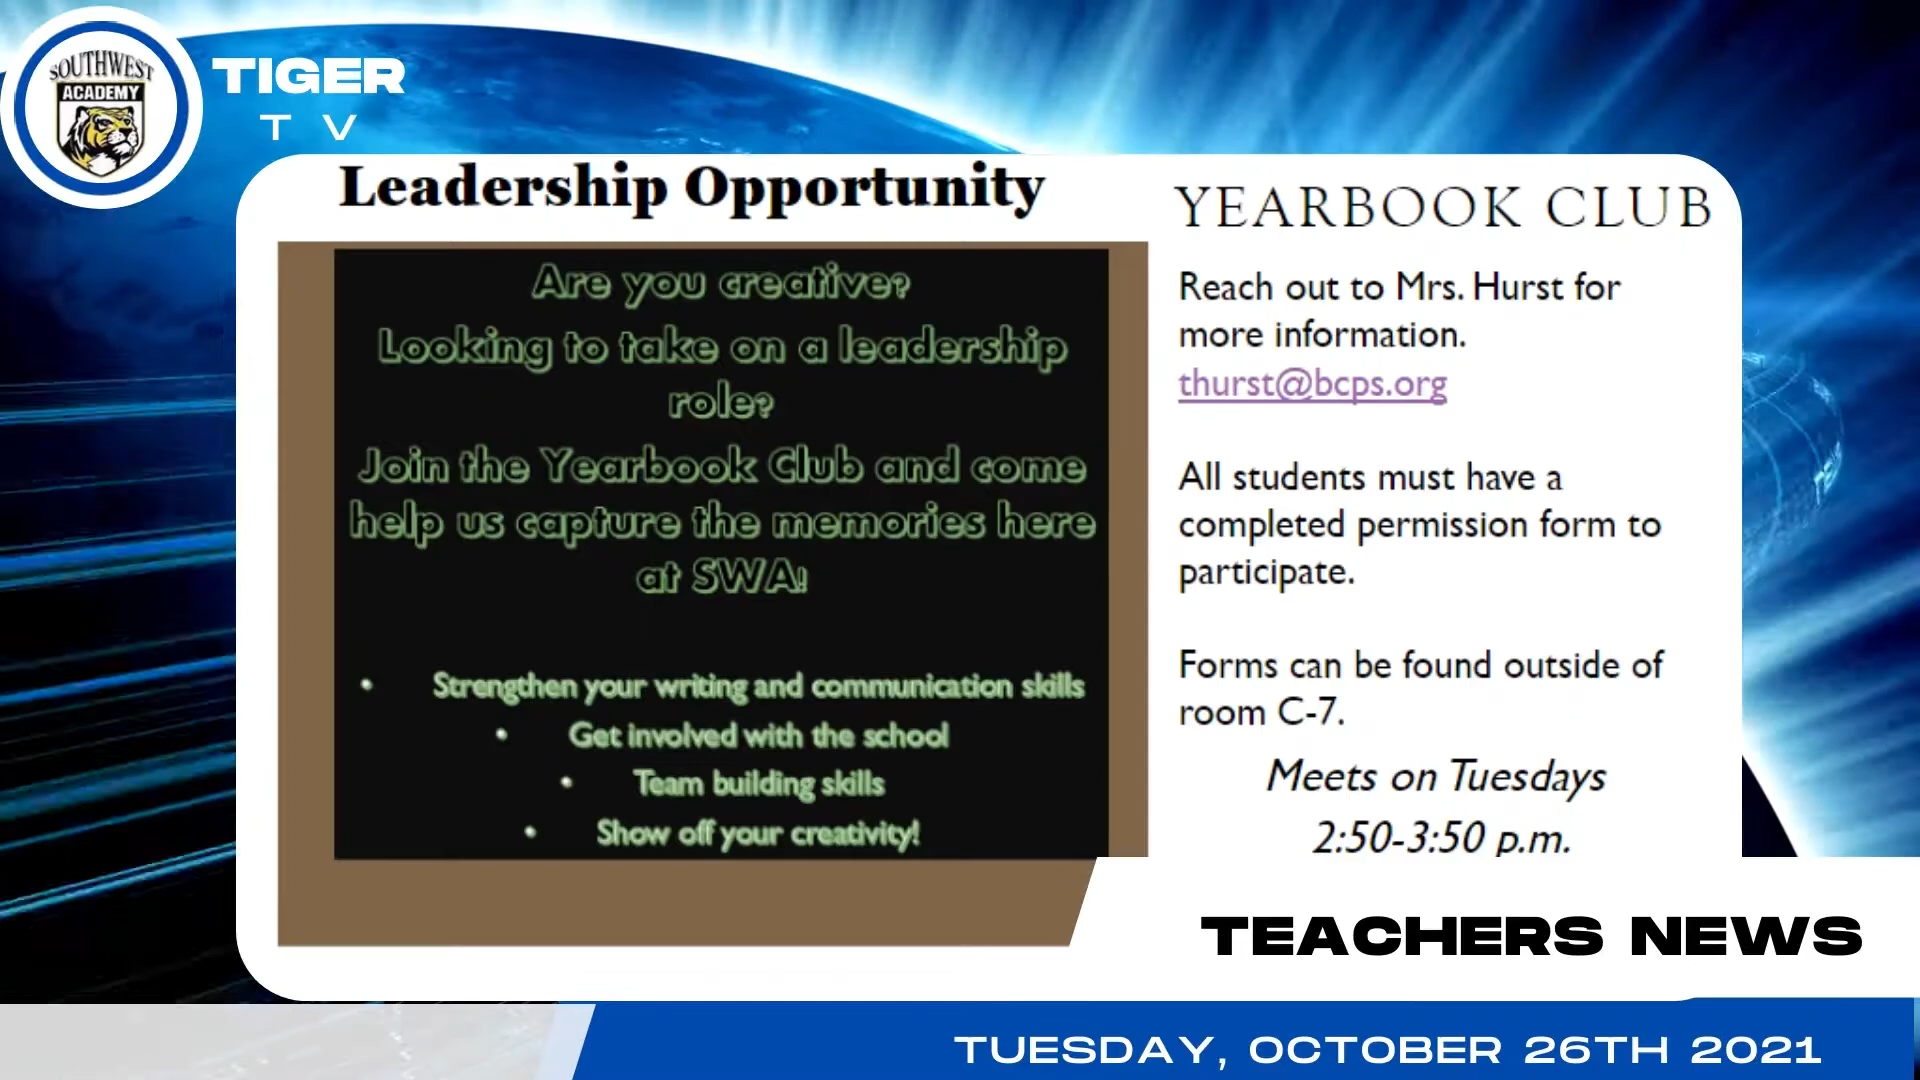 SOUTHWEST
ACADEMY
TIGER
TV
Leadership Opportunity
Are you creative?
Looking to take on a leadership
role?
Join the Yearbook Club and come
help us capture the memories here
at SWA!
• Strengthen your writing and communication skills
• Get involved with the school
• Team building skills
• Show off your creativity!
YEARBOOK CLUB
Reach out to Mrs. Hurst for
more information.
thurst@bcps.org
All students must have a
completed permission form to
participate.
Forms can be found outside of
room C-7.
Meets on Tuesdays
2:50-3:50 p.m.
TEACHERS NEWS
TUESDAY, OCTOBER 26TH 2021